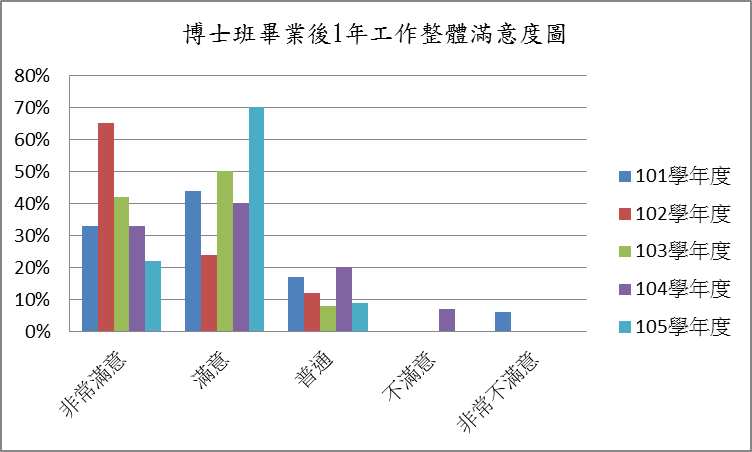 博士班畢業後1年工作整體滿意度圖
80%
70%
60%
50%
40%
30%
20%
10%
0%
非常滿意
滿意
普通
不滿意
非常不滿意
101學年度
102學年度
103學年度
104學年度
105學年度